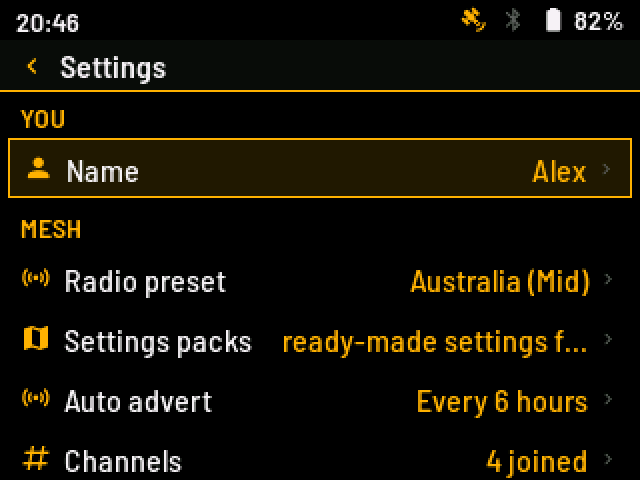 20:46 82%
Settings
YOU
Name Alex
MESH
Radio preset Australia (Mid)
Settings packs ready-made settings f...
Auto advert Every 6 hours
Channels 4 joined